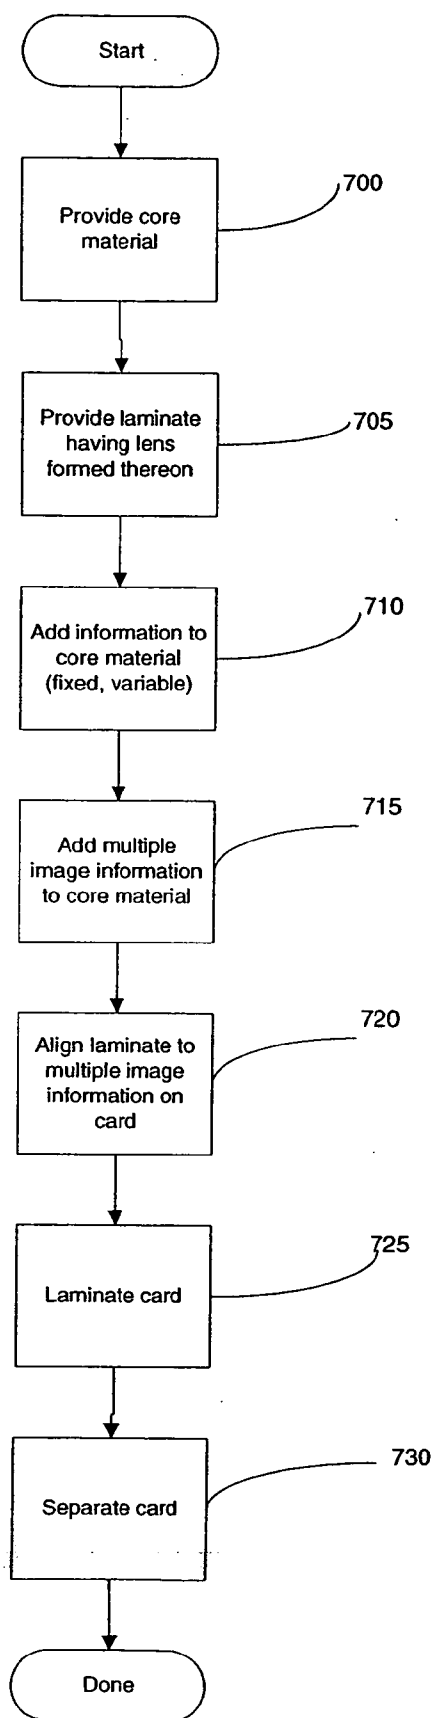 Start
Provide core
material
700
Provide laminate
having lens
formed thereon
705
Add information to
core material
(fixed, variable)
710
Add multiple
image information
to core material
715
Align laminate to
multiple image
information on
card
720
Laminate card
725
Separate card
730
Done